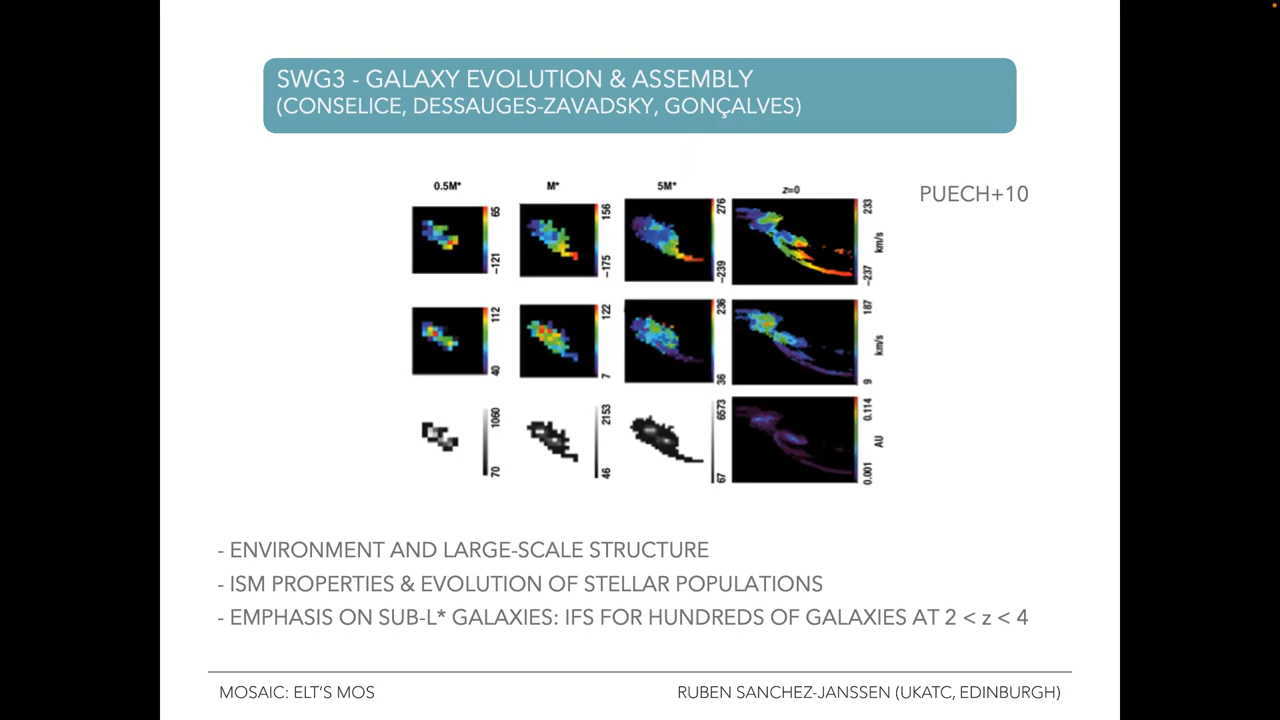 SWG3 - GALAXY EVOLUTION & ASSEMBLY
(CONSELICE, DESSAUGES-ZAVADSKY, GONÇALVES)
PUECH+10
0.5M* M* 5M* z=0
65 156 276 233
km/s
-121 -175 -239 -237
112 122 236 187
km/s
40 7 36 9
1060 2153 6573 0.114
AU
70 46 67 0.001
- ENVIRONMENT AND LARGE-SCALE STRUCTURE
- ISM PROPERTIES & EVOLUTION OF STELLAR POPULATIONS
- EMPHASIS ON SUB-L* GALAXIES: IFS FOR HUNDREDS OF GALAXIES AT 2 < z < 4
MOSAIC: ELT'S MOS
RUBEN SANCHEZ-JANSSEN (UKATC, EDINBURGH)